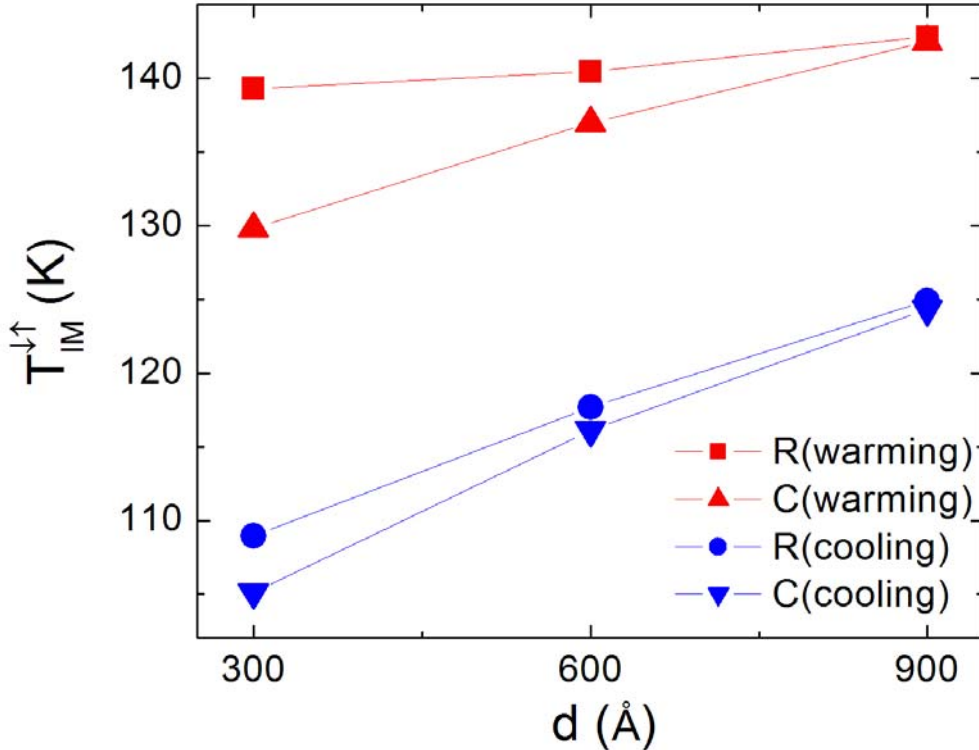 140
130
120
110
T↓↑IM (K)
R(warming)
C(warming)
R(cooling)
C(cooling)
300
600
900
d (Å)